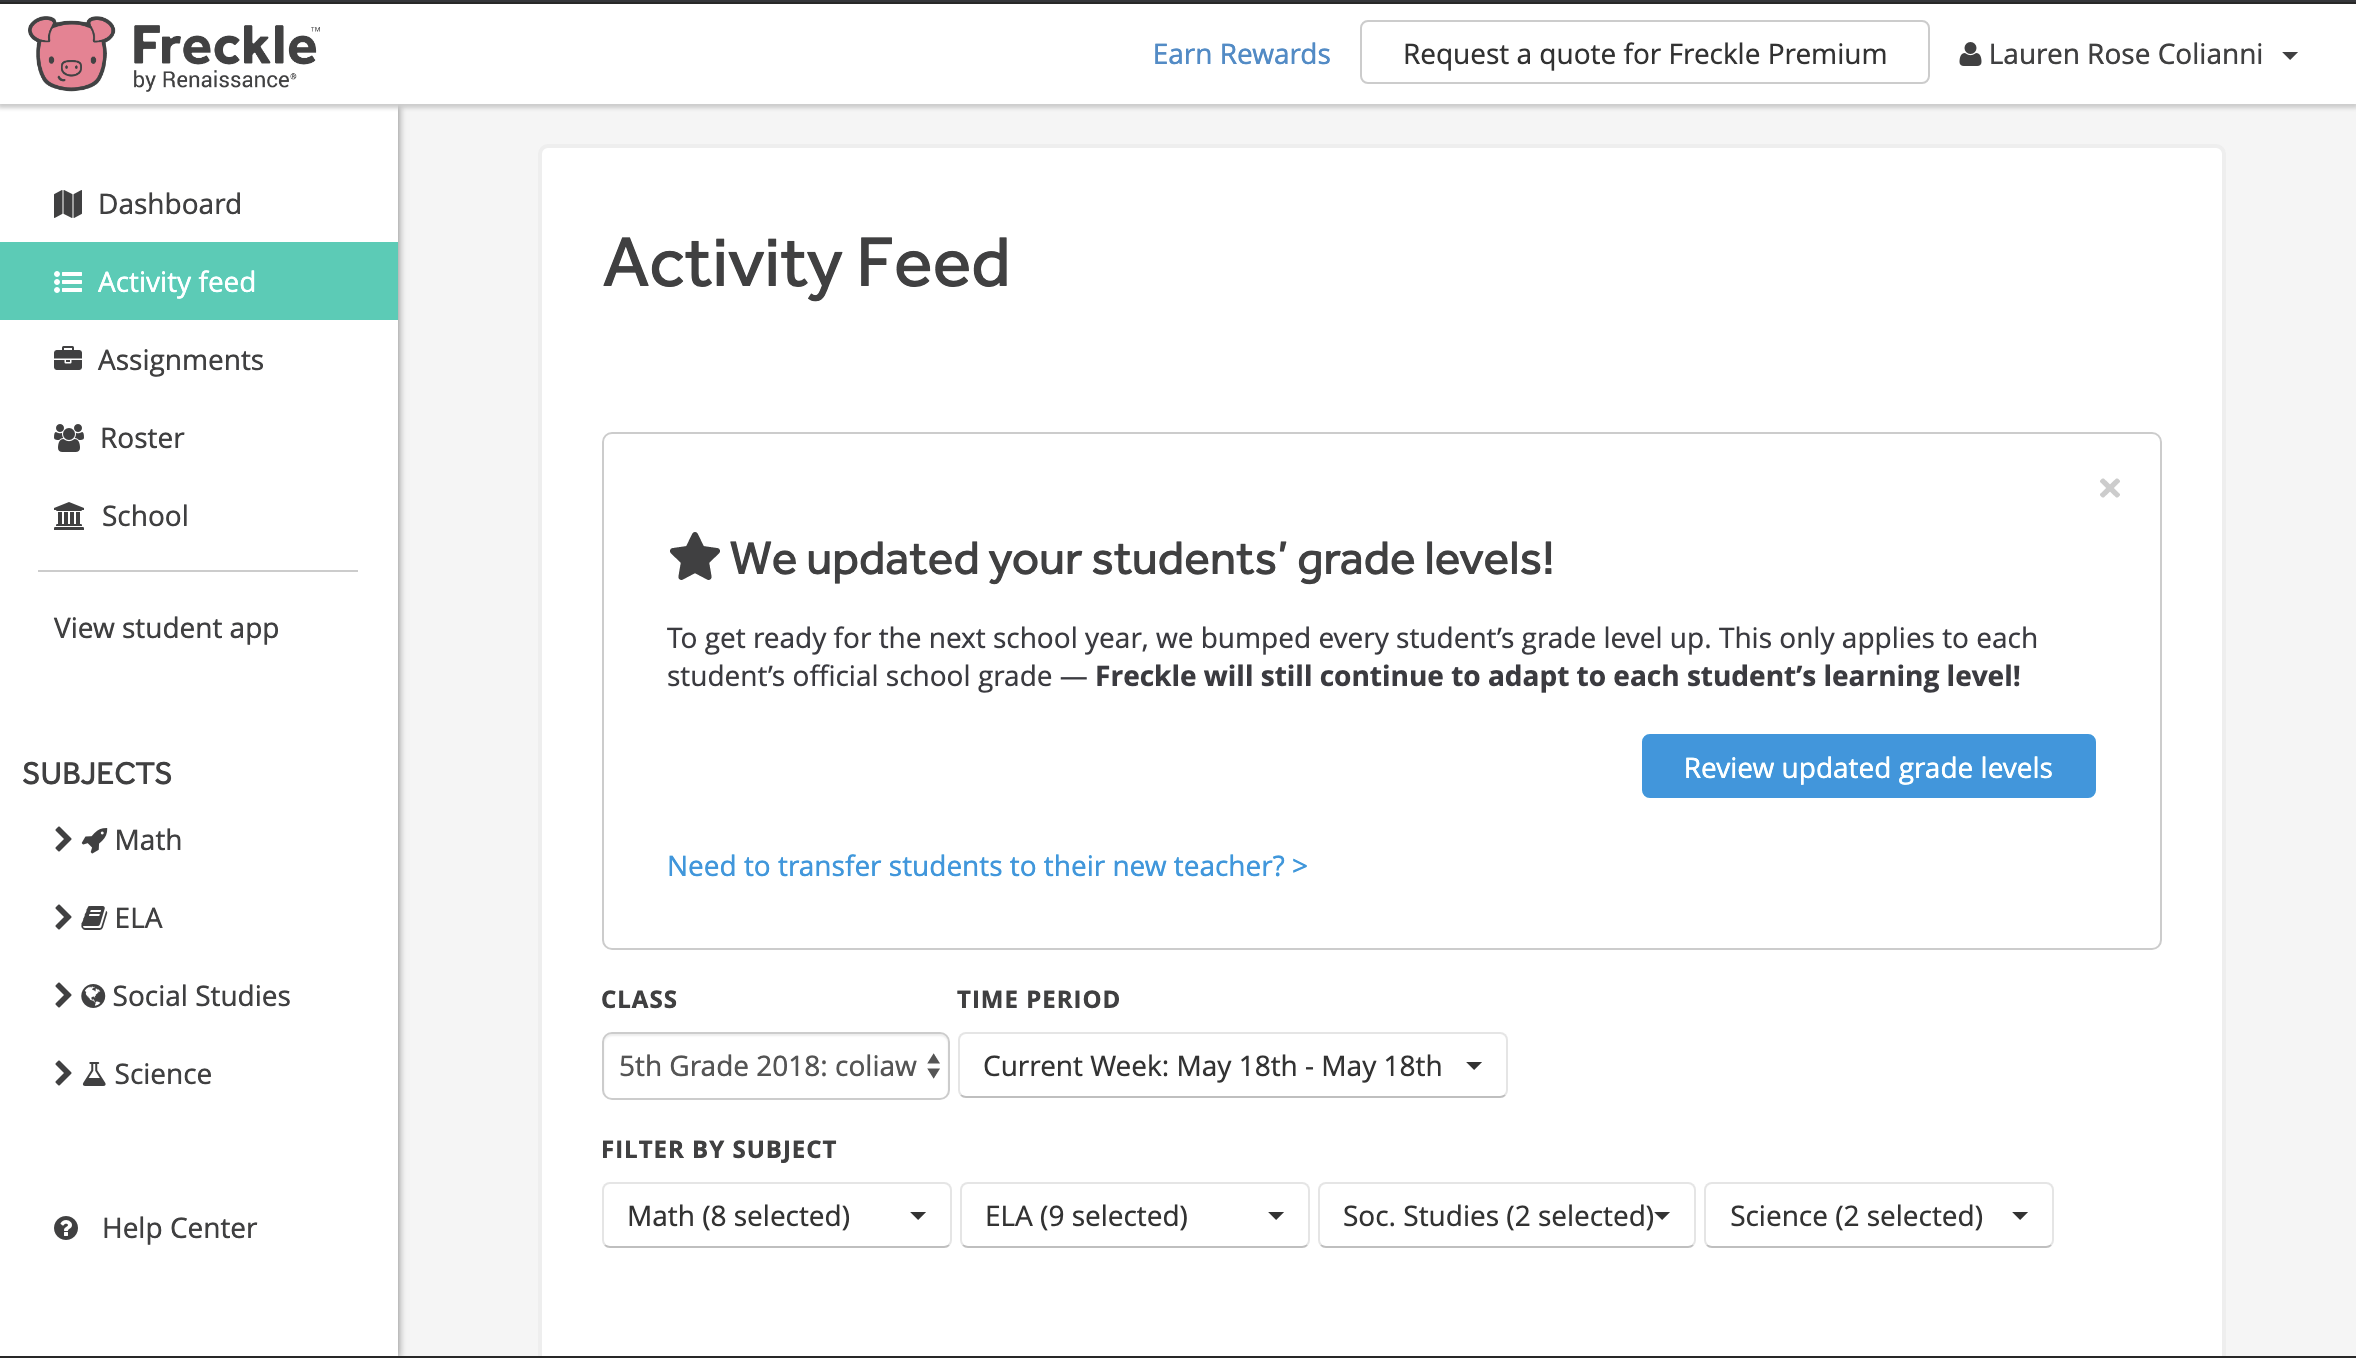 Freckle™
by Renaissance®
Earn Rewards
Request a quote for Freckle Premium
Lauren Rose Colianni
Dashboard
Activity feed
Assignments
Roster
School
View student app
SUBJECTS
Math
ELA
Social Studies
Science
Help Center
Activity Feed
×
We updated your students’ grade levels!
To get ready for the next school year, we bumped every student’s grade level up. This only applies to each
student’s official school grade — Freckle will still continue to adapt to each student’s learning level!
Review updated grade levels
Need to transfer students to their new teacher? >
CLASS
TIME PERIOD
5th Grade 2018: coliaw
Current Week: May 18th - May 18th
FILTER BY SUBJECT
Math (8 selected)
ELA (9 selected)
Soc. Studies (2 selected)
Science (2 selected)